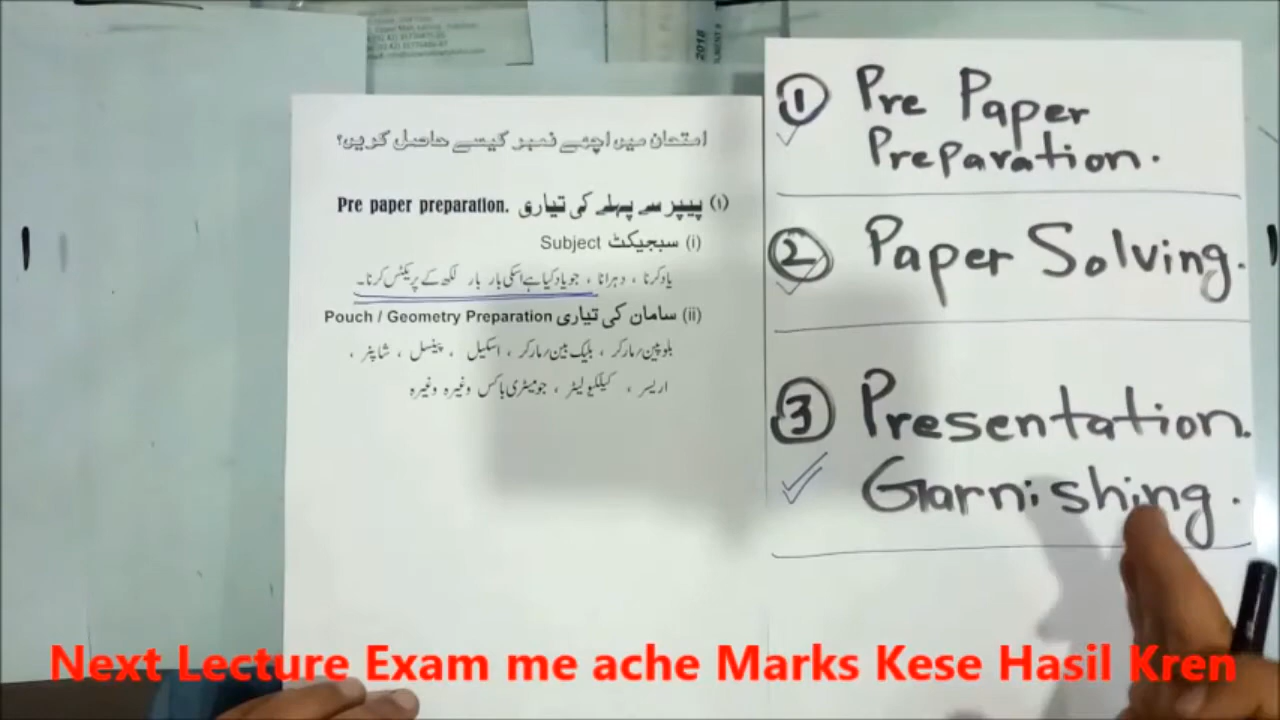 2018
امتحان میں اچھے نمبر کیسے حاصل کریں؟
(۱) پیپر سے پہلے کی تیاری Pre paper preparation.
(i) سبجیکٹ Subject
یاد کرنا ، دہرانا ، جو یاد کیا ہے اسکی بار بار لکھ کے پریکٹس کرنا۔
(ii) سامان کی تیاری Pouch / Geometry Preparation
بلو پین/مارکر ، بلیک پین/مارکر ، اسکیل ، پینسل ، شاپنر ،
اریسر ، کیلکیولیٹر ، جومیٹری باکس وغیرہ وغیرہ
1 Pre Paper
Preparation.
2 Paper Solving.
3 Presentation.
Garnishing.
Next Lecture Exam me ache Marks Kese Hasil Kren